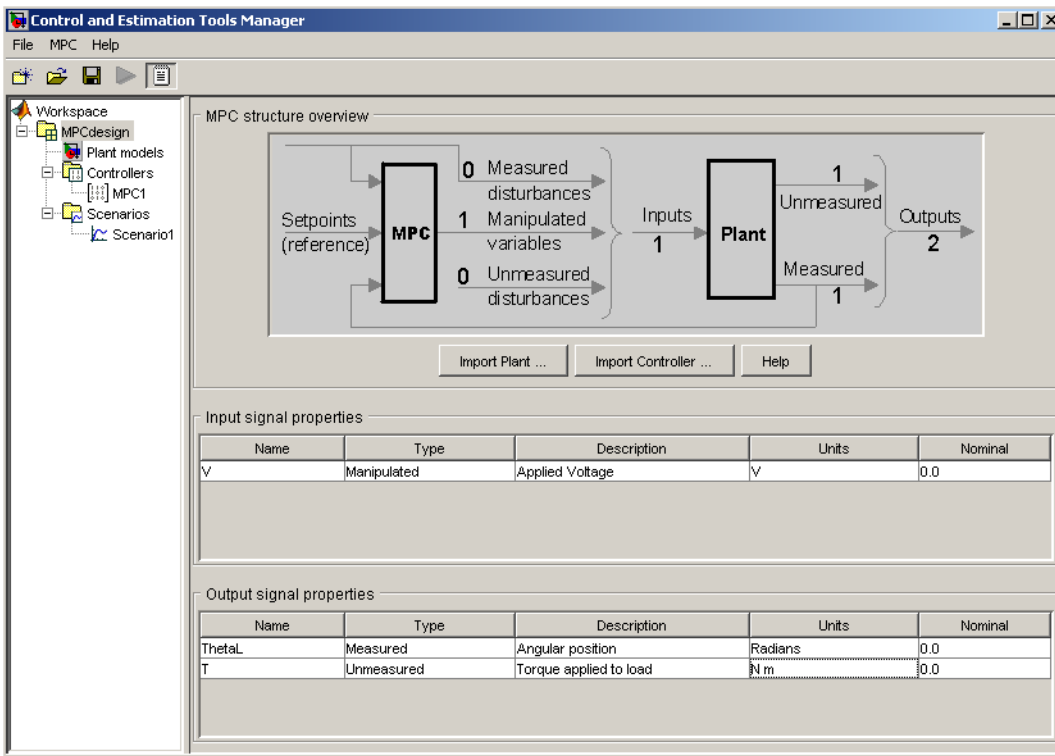 Control and Estimation Tools Manager
File MPC Help
Workspace
MPCdesign
Plant models
Controllers
MPC1
Scenarios
Scenario1
MPC structure overview
Setpoints
(reference)
MPC
0 Measured
disturbances
1 Manipulated
variables
0 Unmeasured
disturbances
Inputs
1
Plant
1
Unmeasured
Measured
1
Outputs
2
Import Plant ... Import Controller ... Help
Input signal properties
Name Type Description Units Nominal
V Manipulated Applied Voltage V 0.0
Output signal properties
Name Type Description Units Nominal
ThetaL Measured Angular position Radians 0.0
T Unmeasured Torque applied to load N m 0.0